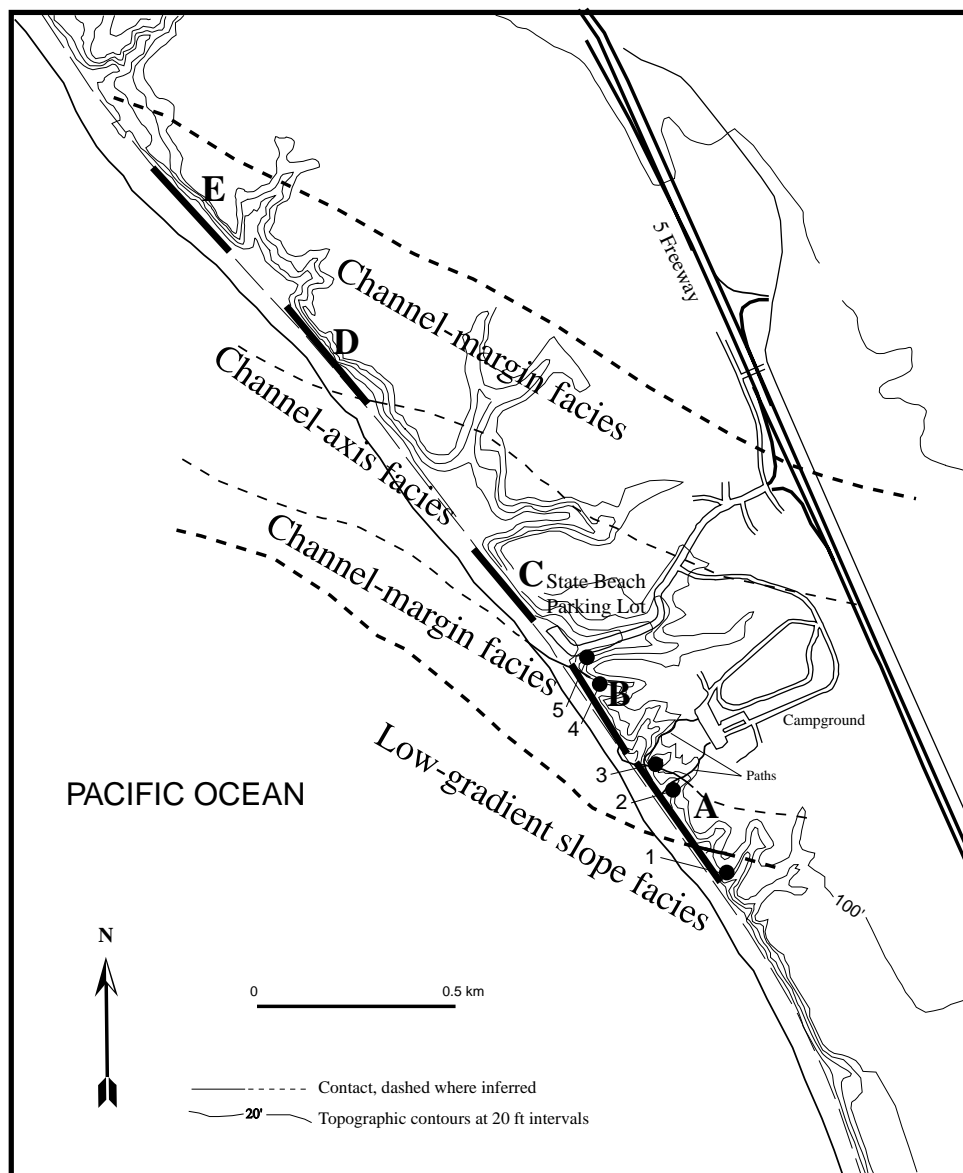 E
5 Freeway
D
Channel-margin facies
Channel-axis facies
C
State Beach
Parking Lot
Channel-margin facies
B
5
4
Campground
3
Paths
2
A
PACIFIC OCEAN
Low-gradient slope facies
1
100'
N
0 0.5 km
Contact, dashed where inferred
20' Topographic contours at 20 ft intervals